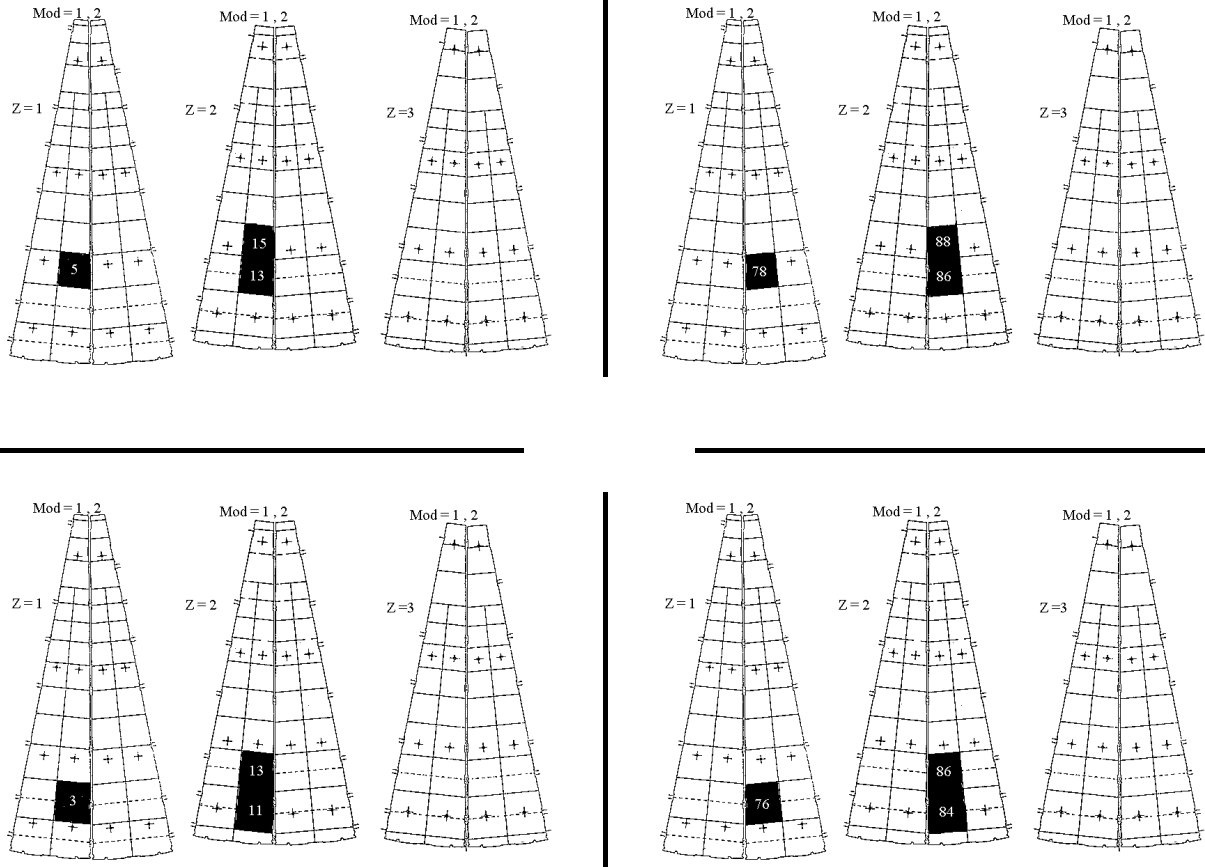 Mod = 1 , 2
Mod = 1 , 2
Mod = 1 , 2
Z = 1
Z = 2
Z =3
15
5
13
Mod = 1 , 2
Mod = 1 , 2
Mod = 1 , 2
Z = 1
Z = 2
Z =3
88
78
86
Mod = 1 , 2
Mod = 1 , 2
Mod = 1 , 2
Z = 1
Z = 2
Z =3
13
3
11
Mod = 1 , 2
Mod = 1 , 2
Mod = 1 , 2
Z = 1
Z = 2
Z =3
86
76
84